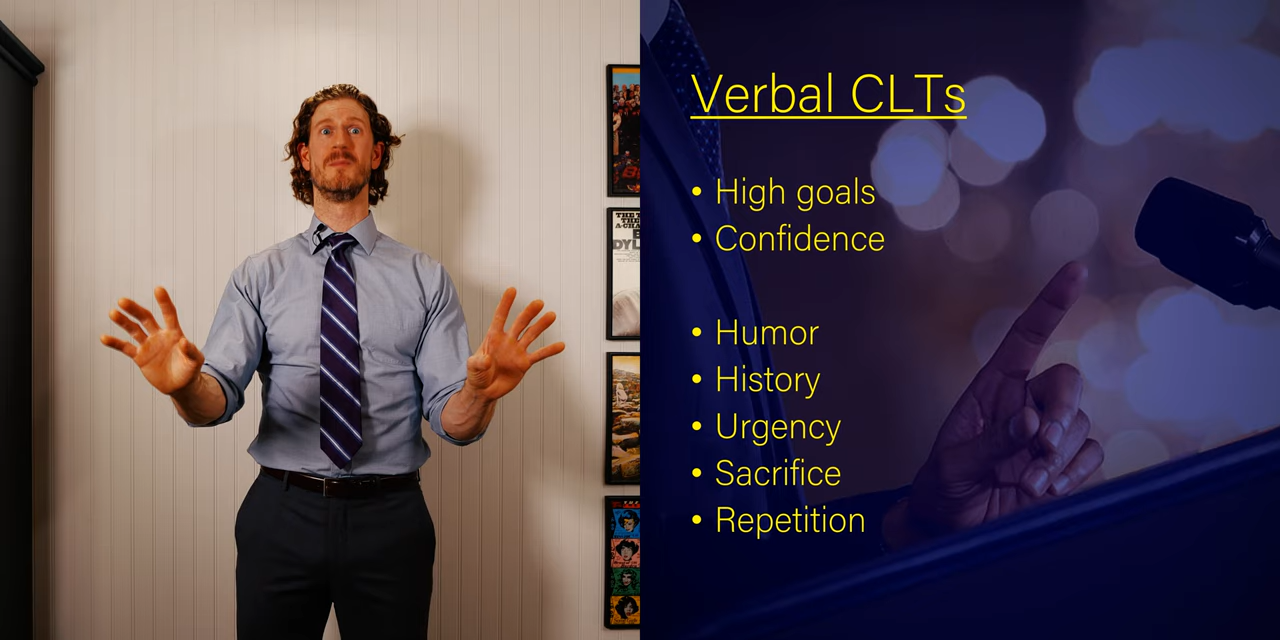 Verbal CLTs
• High goals
• Confidence
• Humor
• History
• Urgency
• Sacrifice
• Repetition